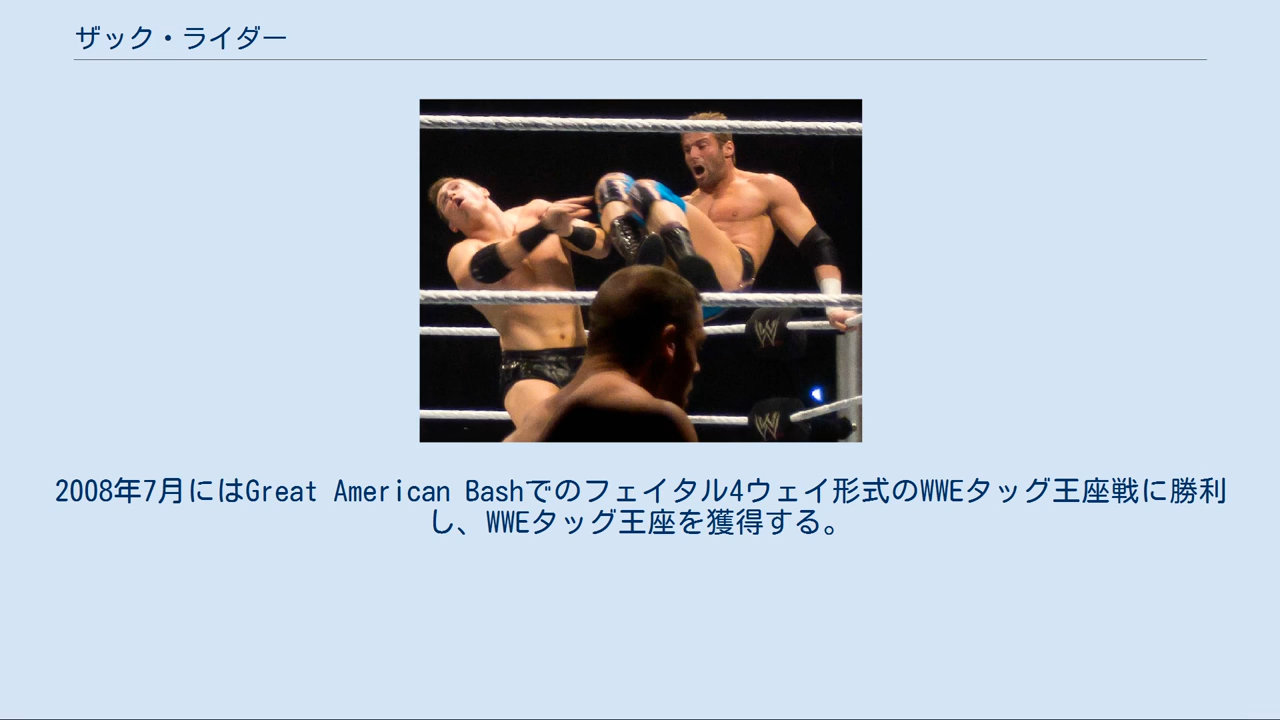 ザック・ライダー
W
W
2008年7月にはGreat American Bashでのフェイタル4ウェイ形式のWWEタッグ王座戦に勝利
し、WWEタッグ王座を獲得する。